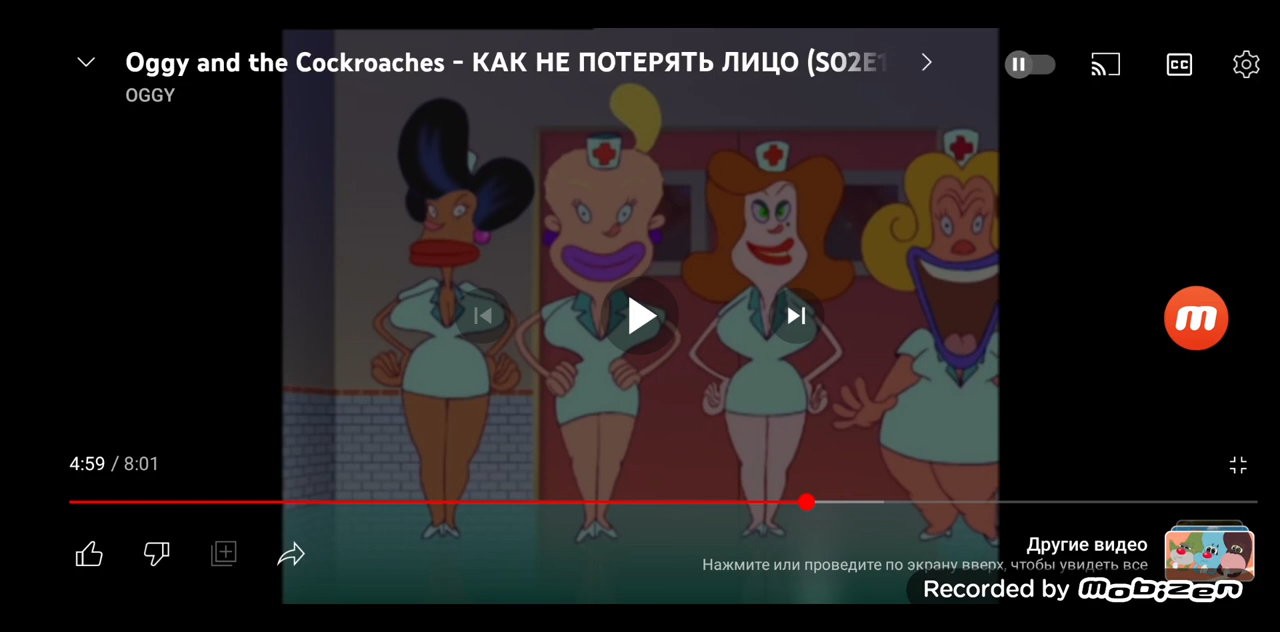 Oggy and the Cockroaches - КАК НЕ ПОТЕРЯТЬ ЛИЦО (S02E1
OGGY
CC
m
4:59 / 8:01
Другие видео
Нажмите или проведите по экрану вверх, чтобы увидеть все
Recorded by mobizen